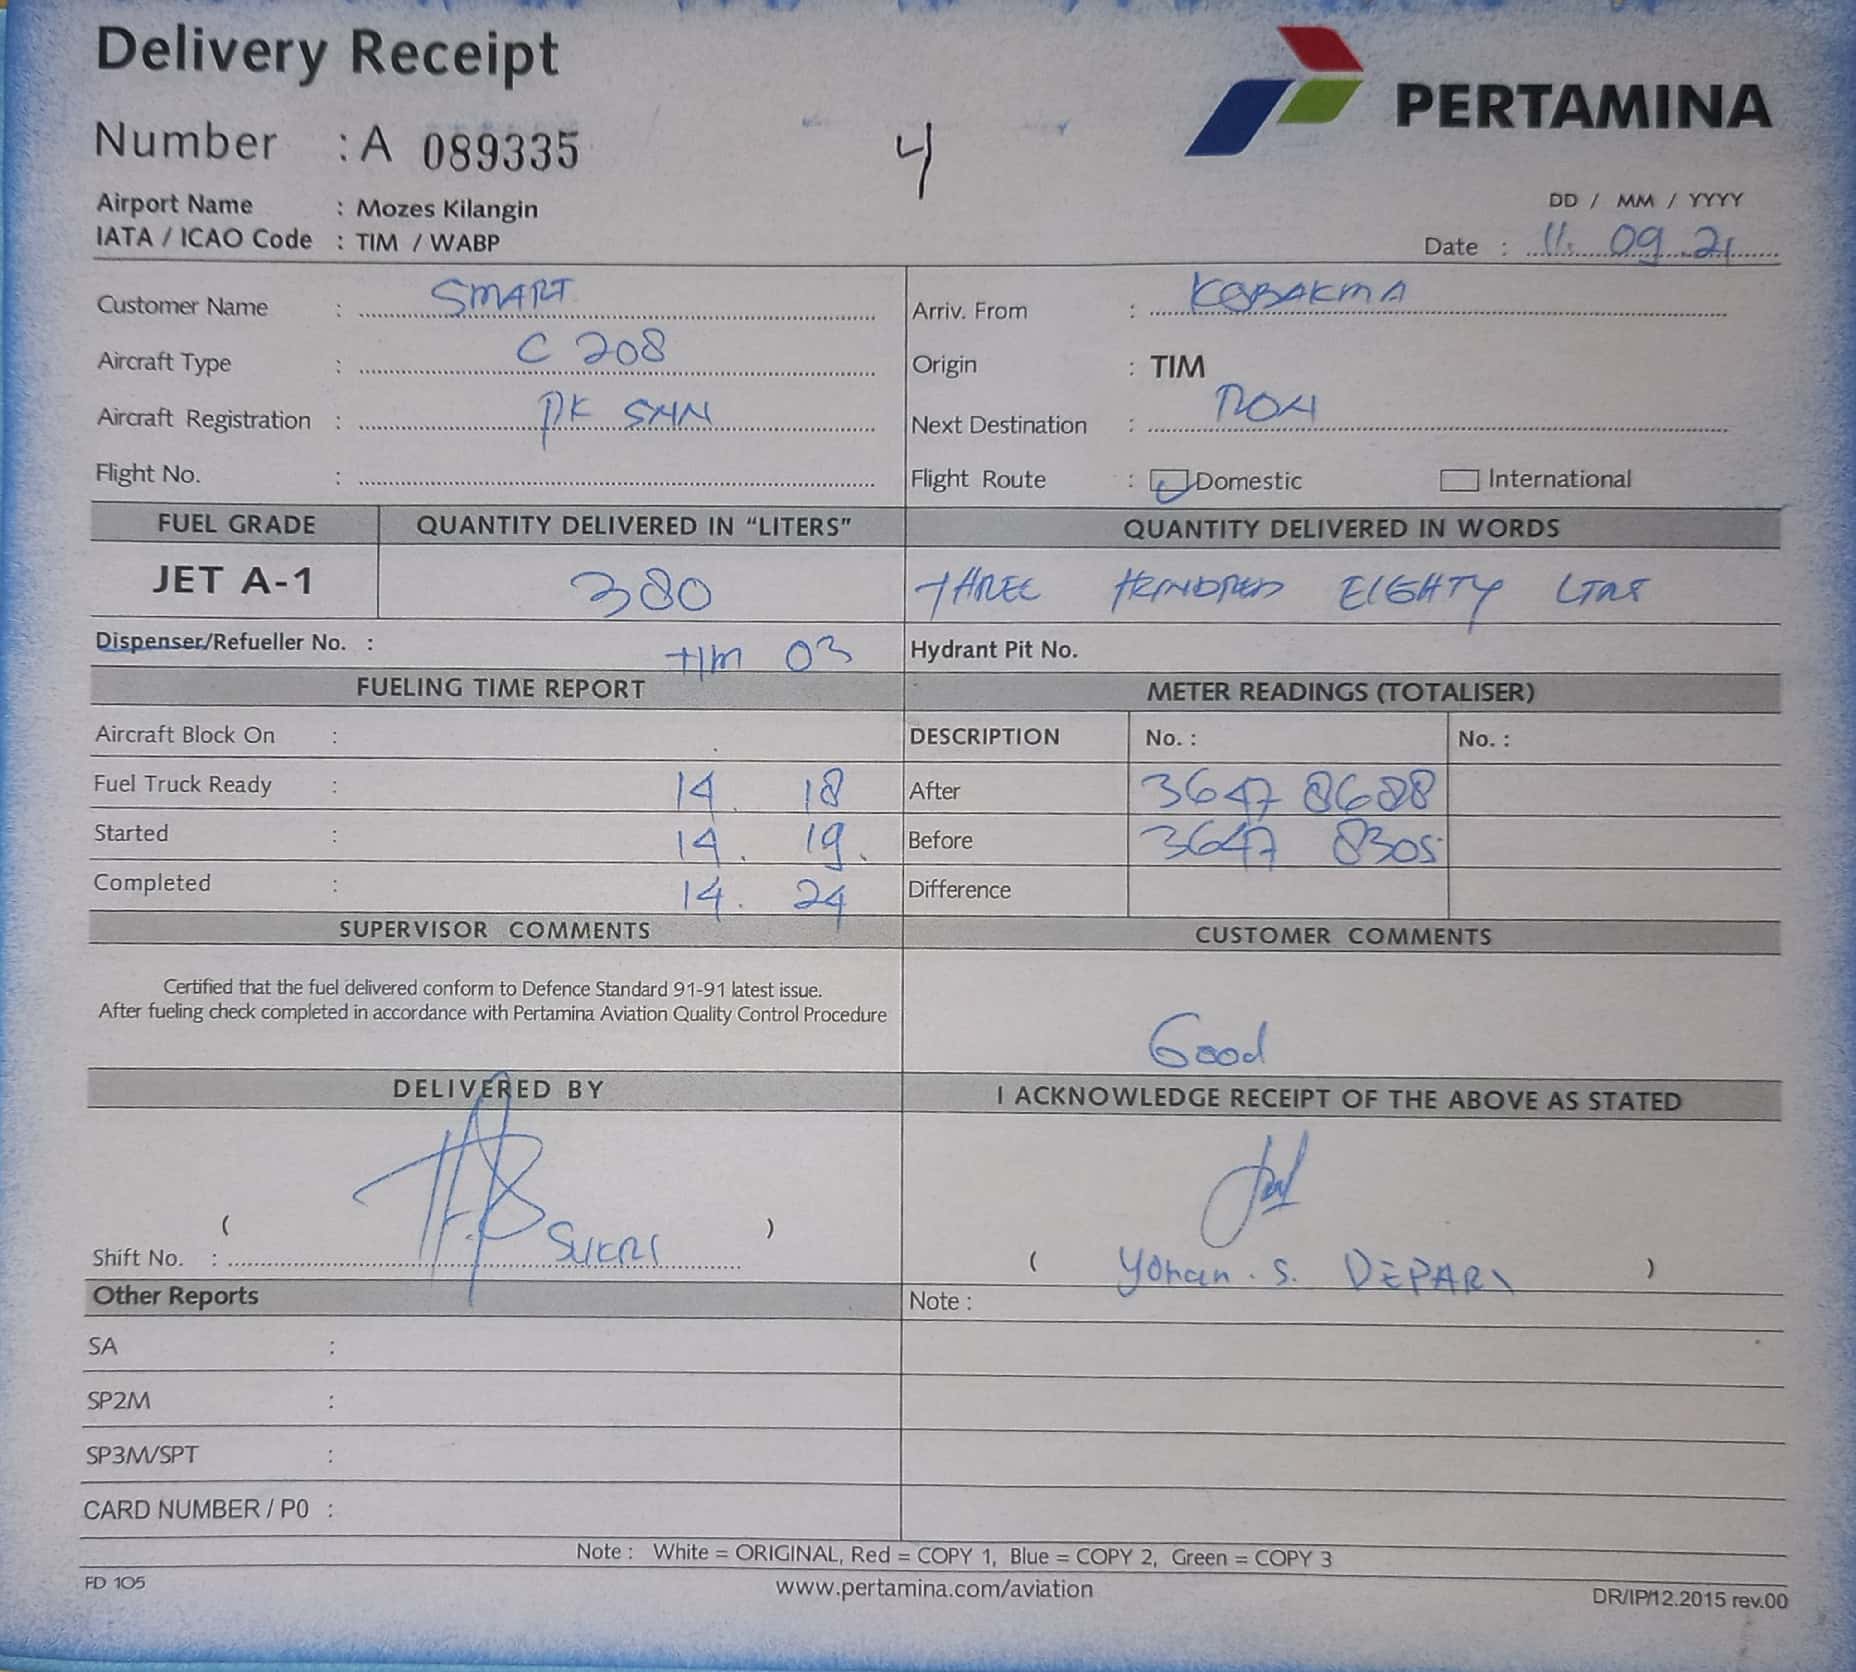 Delivery Receipt
PERTAMINA
Number : A 089335
4
Airport Name : Mozes Kilangin
IATA / ICAO Code : TIM / WABP
DD / MM / YYYY
Date : 11. 09 21
Customer Name : SMART
Arriv. From : KOBAKMA
Aircraft Type : C 208
Origin : TIM
Aircraft Registration : PK SHN
Next Destination :
Flight No. :
Flight Route : Domestic International
FUEL GRADE QUANTITY DELIVERED IN "LITERS" QUANTITY DELIVERED IN WORDS
JET A-1 380 THREE HUNDRED EIGHTY LTRS
Dispenser/Refueller No. : TIM 03
Hydrant Pit No.
FUELING TIME REPORT METER READINGS (TOTALISER)
Aircraft Block On :
DESCRIPTION No. : No. :
Fuel Truck Ready : 14. 18
After 3647
Started : 14. 19.
Before 3647 8305
Completed : 14. 24
Difference
SUPERVISOR COMMENTS CUSTOMER COMMENTS
Certified that the fuel delivered conform to Defence Standard 91-91 latest issue.
After fueling check completed in accordance with Pertamina Aviation Quality Control Procedure
Good
DELIVERED BY I ACKNOWLEDGE RECEIPT OF THE ABOVE AS STATED
( SUKRI )
Shift No. :
( Yohan . S. DEPARI )
Other Reports
Note :
SA :
SP2M :
SP3M/SPT :
CARD NUMBER / P0 :
Note : White = ORIGINAL, Red = COPY 1, Blue = COPY 2, Green = COPY 3
FD 105
www.pertamina.com/aviation
DR/IP/12.2015 rev.00